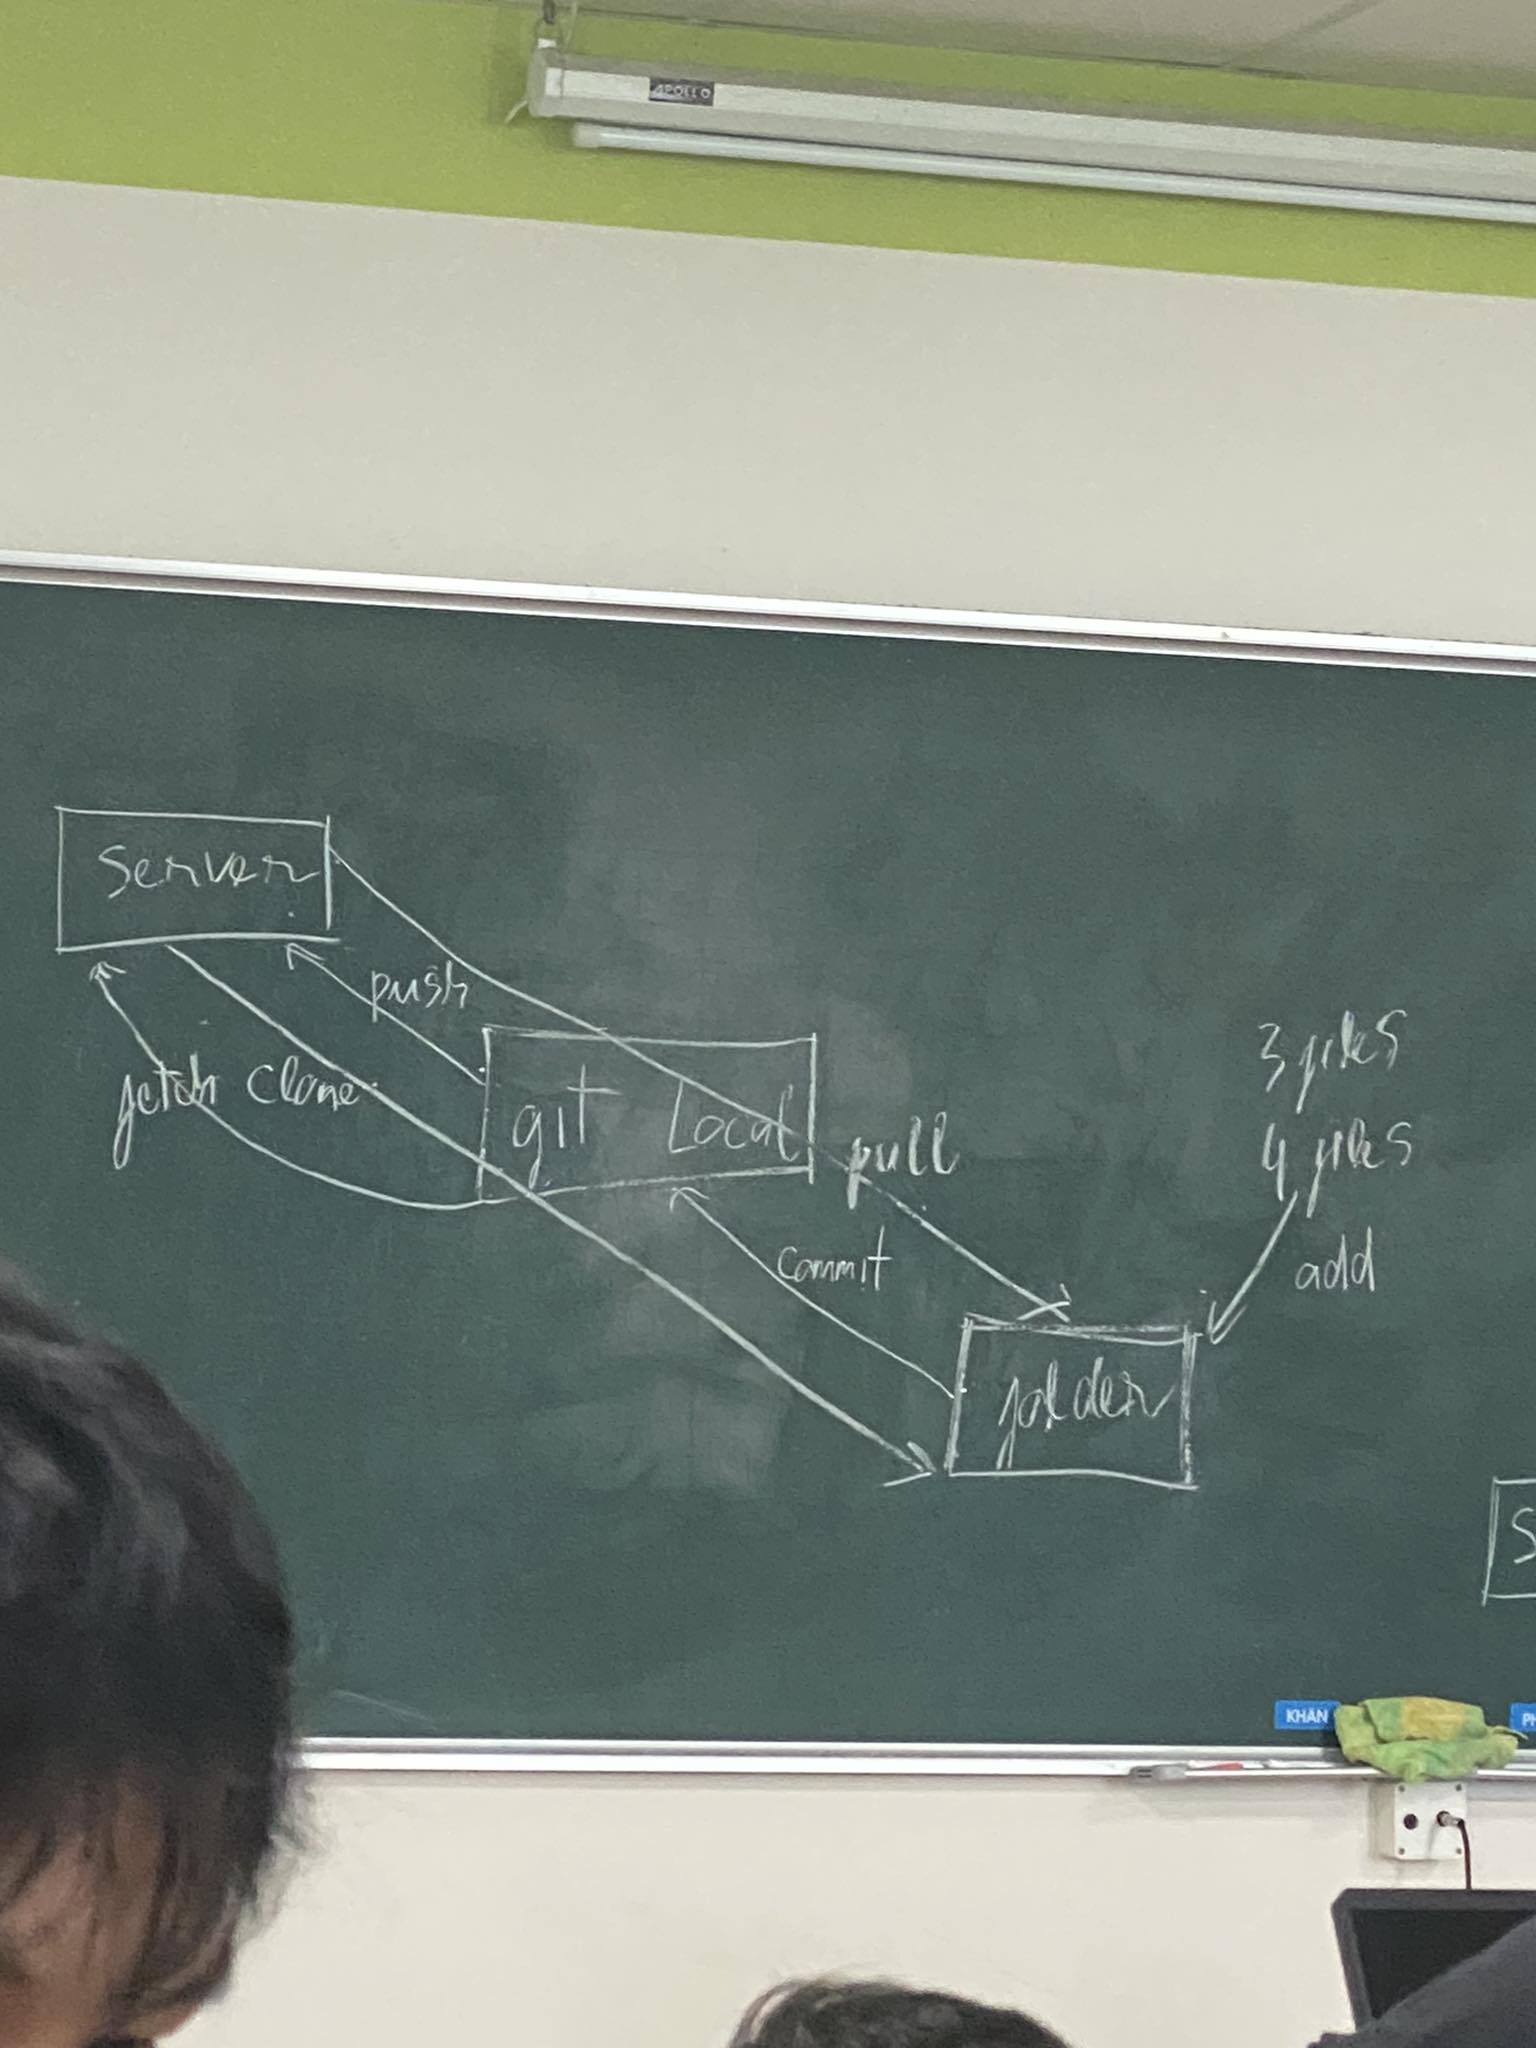 APOLLO
server
push
fetch clone
git Local
pull
3 files
4 files
commit
add
folder
S
KHĂN
PH